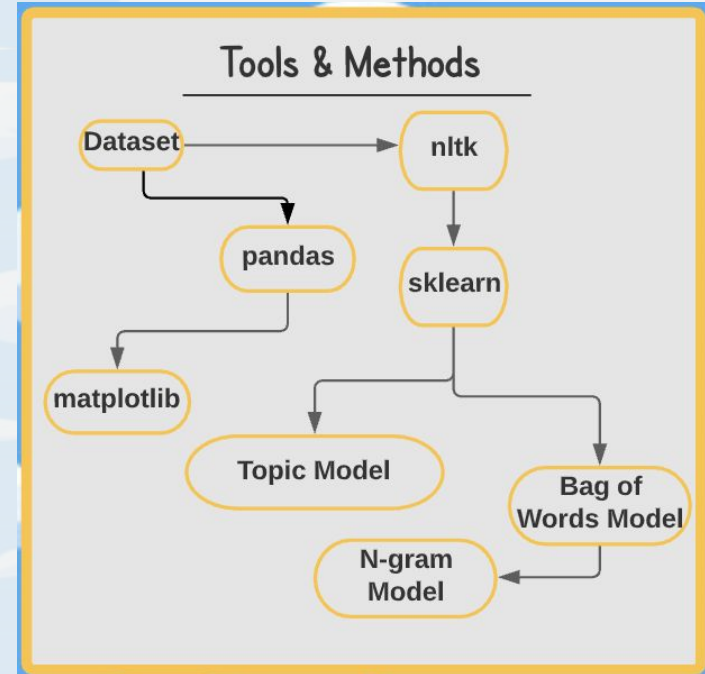 Tools & Methods
Dataset
nltk
pandas
sklearn
matplotlib
Topic Model
Bag of
Words Model
N-gram
Model